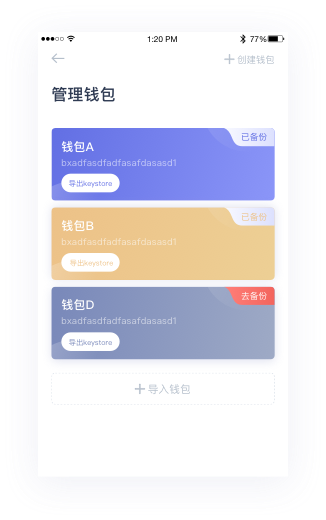 1:20 PM
77%
创建钱包
管理钱包
已备份
钱包A
bxadfasdfadfasafdasasd1
导出keystore
已备份
钱包B
bxadfasdfadfasafdasasd1
导出keystore
去备份
钱包D
bxadfasdfadfasafdasasd1
导出keystore
导入钱包